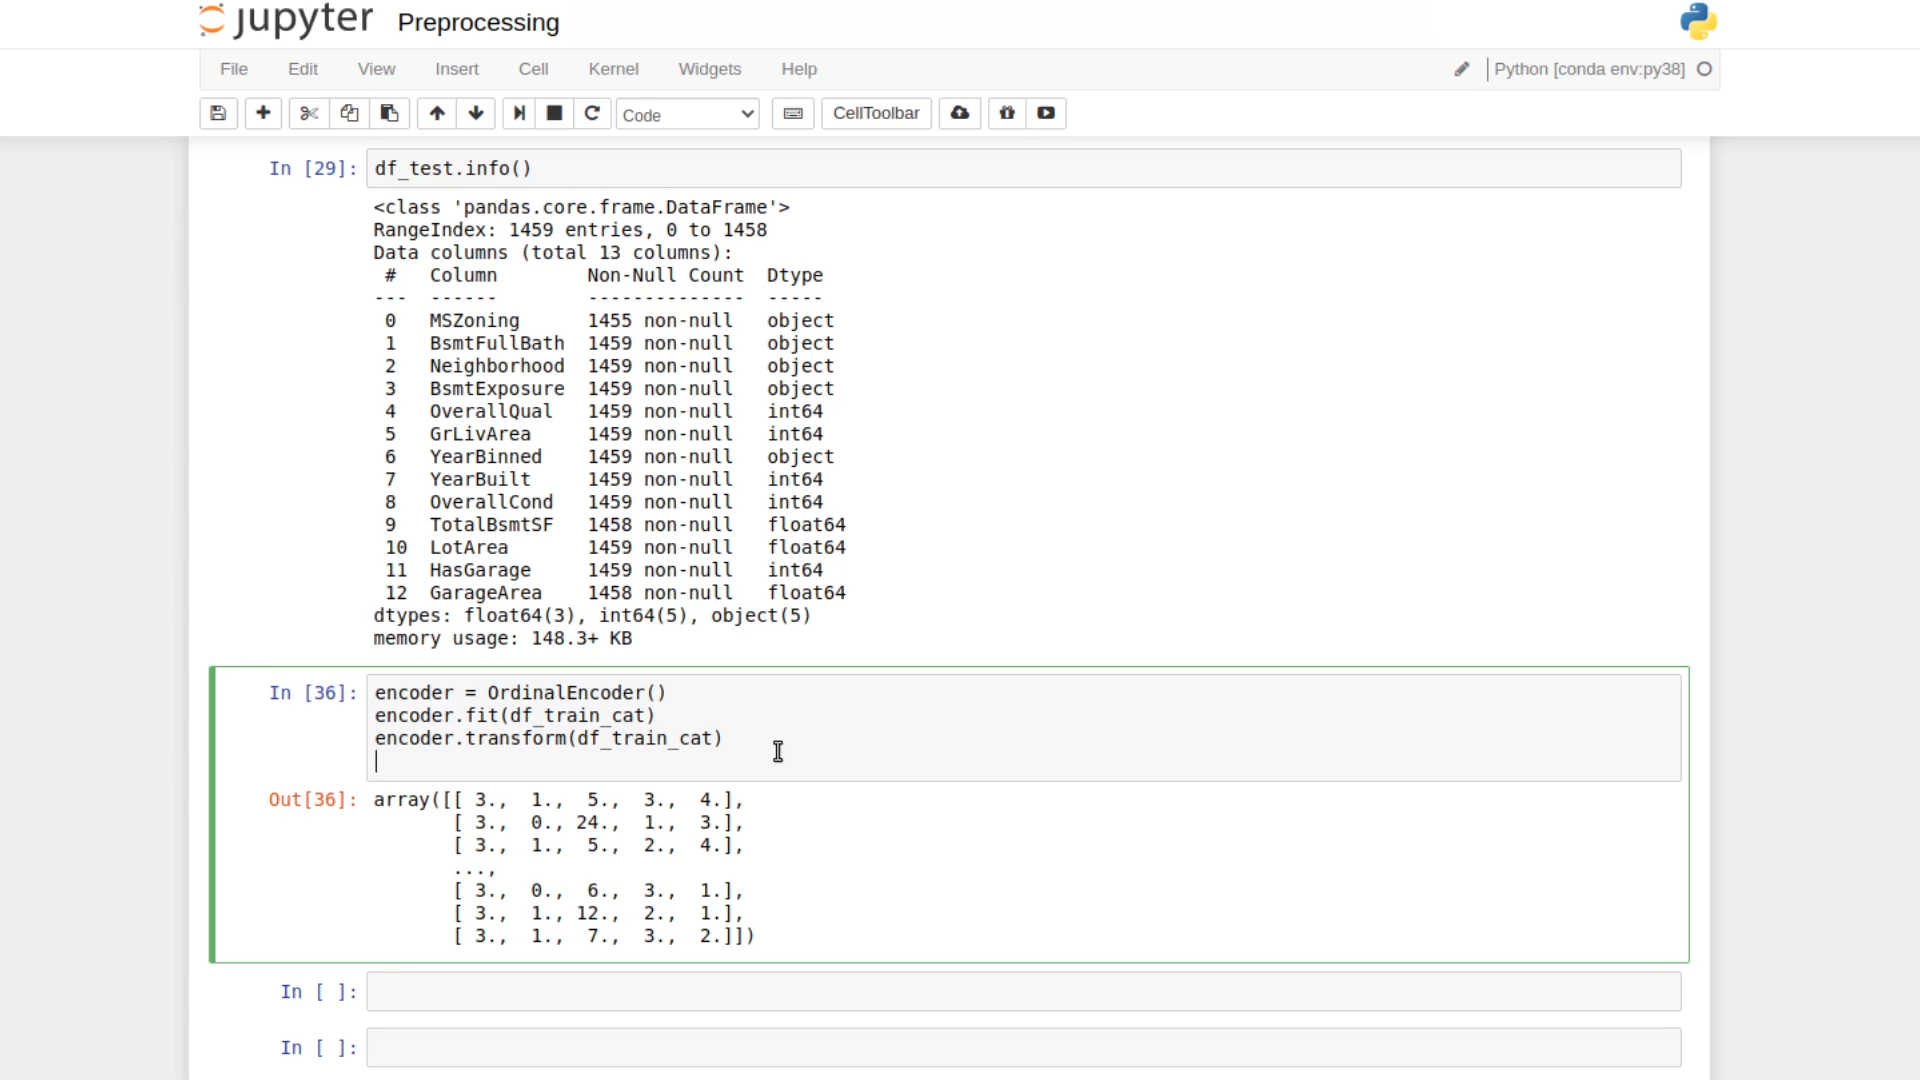 jupyter Preprocessing
File Edit View Insert Cell Kernel Widgets Help Python [conda env:py38]
Code CellToolbar
In [29]: df_test.info()
<class 'pandas.core.frame.DataFrame'>
RangeIndex: 1459 entries, 0 to 1458
Data columns (total 13 columns):
# Column Non-Null Count Dtype
--- ------ -------------- -----
0 MSZoning 1455 non-null object
1 BsmtFullBath 1459 non-null object
2 Neighborhood 1459 non-null object
3 BsmtExposure 1459 non-null object
4 OverallQual 1459 non-null int64
5 GrLivArea 1459 non-null int64
6 YearBinned 1459 non-null object
7 YearBuilt 1459 non-null int64
8 OverallCond 1459 non-null int64
9 TotalBsmtSF 1458 non-null float64
10 LotArea 1459 non-null float64
11 HasGarage 1459 non-null int64
12 GarageArea 1458 non-null float64
dtypes: float64(3), int64(5), object(5)
memory usage: 148.3+ KB
In [36]: encoder = OrdinalEncoder()
encoder.fit(df_train_cat)
encoder.transform(df_train_cat)
Out[36]: array([[ 3., 1., 5., 3., 4.],
[ 3., 0., 24., 1., 3.],
[ 3., 1., 5., 2., 4.],
...,
[ 3., 0., 6., 3., 1.],
[ 3., 1., 12., 2., 1.],
[ 3., 1., 7., 3., 2.]])
In [ ]:
In [ ]: